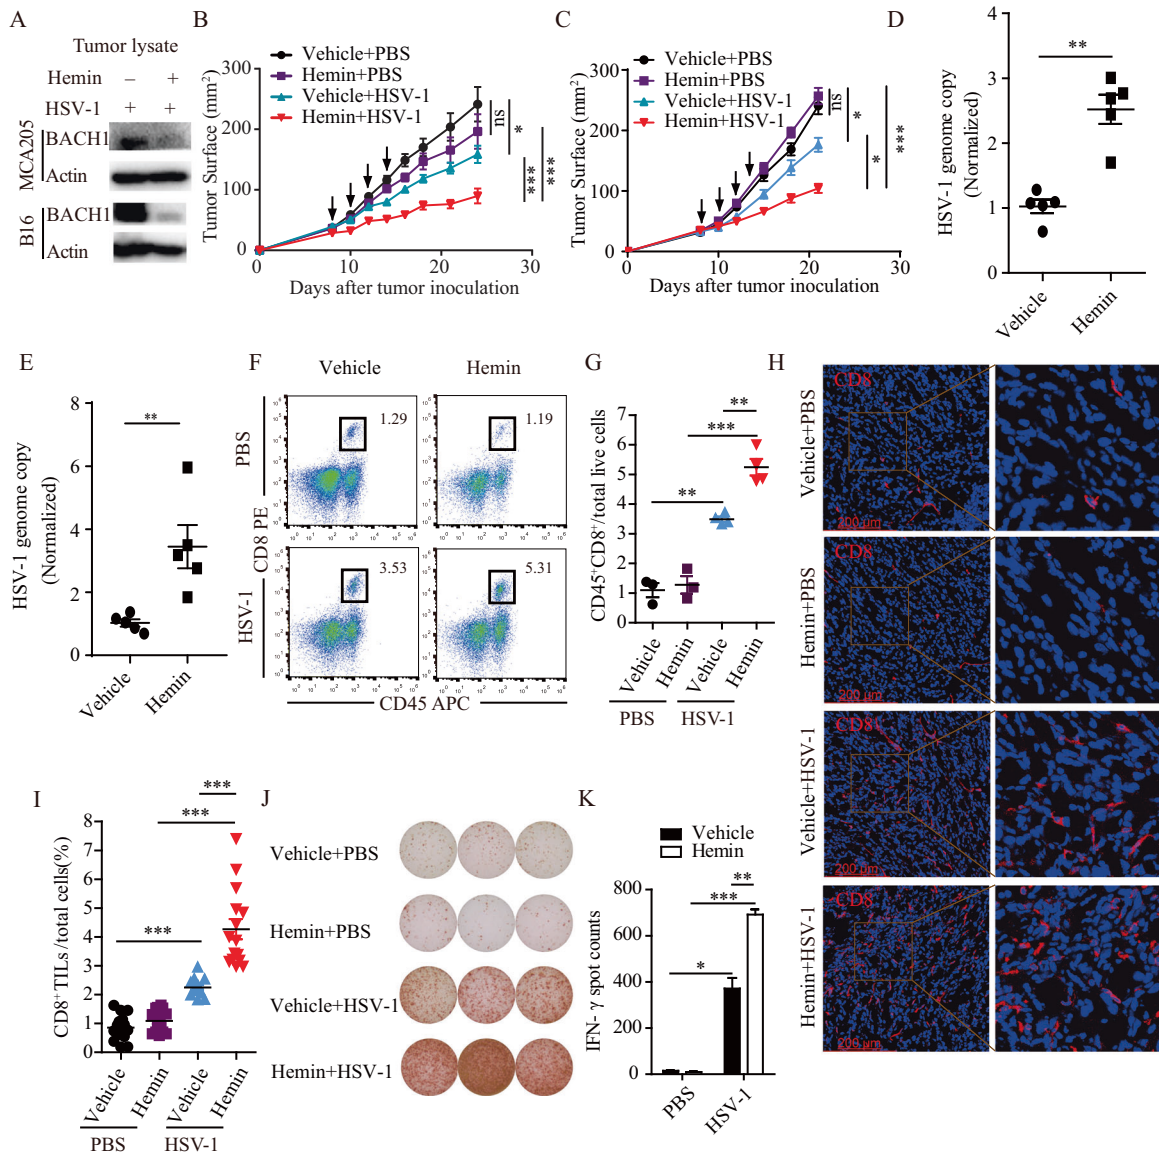 A
Tumor lysate
Hemin – +
HSV-1 + +
MCA205
BACH1
Actin
B16
BACH1
Actin
B
Vehicle+PBS
Hemin+PBS
Vehicle+HSV-1
Hemin+HSV-1
Tumor Surface (mm²)
300
200
100
0
0 10 20 30
Days after tumor inoculation
ns
*
***
***
C
Vehicle+PBS
Hemin+PBS
Vehicle+HSV-1
Hemin+HSV-1
Tumor Surface (mm²)
300
200
100
0
0 10 20 30
Days after tumor inoculation
ns
*
*
***
D
HSV-1 genome copy
(Normalized)
4
3
2
1
0
**
Vehicle
Hemin
E
HSV-1 genome copy
(Normalized)
8
6
4
2
0
**
Vehicle
Hemin
F
Vehicle Hemin
PBS
HSV-1
CD8 PE
1.29
1.19
3.53
5.31
CD45 APC
G
CD45⁺CD8⁺/total live cells
7
6
5
4
3
2
1
0
**
***
**
Vehicle
Hemin
Vehicle
Hemin
PBS HSV-1
H
Vehicle+PBS
CD8
200 μm
Hemin+PBS
CD8
200 μm
Vehicle+HSV-1
CD8
200 μm
Hemin+HSV-1
CD8
200 μm
I
CD8⁺TILs/total cells(%)
8
7
6
5
4
3
2
1
0
***
***
***
Vehicle
Hemin
Vehicle
Hemin
PBS HSV-1
J
Vehicle+PBS
Hemin+PBS
Vehicle+HSV-1
Hemin+HSV-1
K
Vehicle
Hemin
IFN- γ spot counts
800
600
400
200
0
**
***
*
PBS
HSV-1